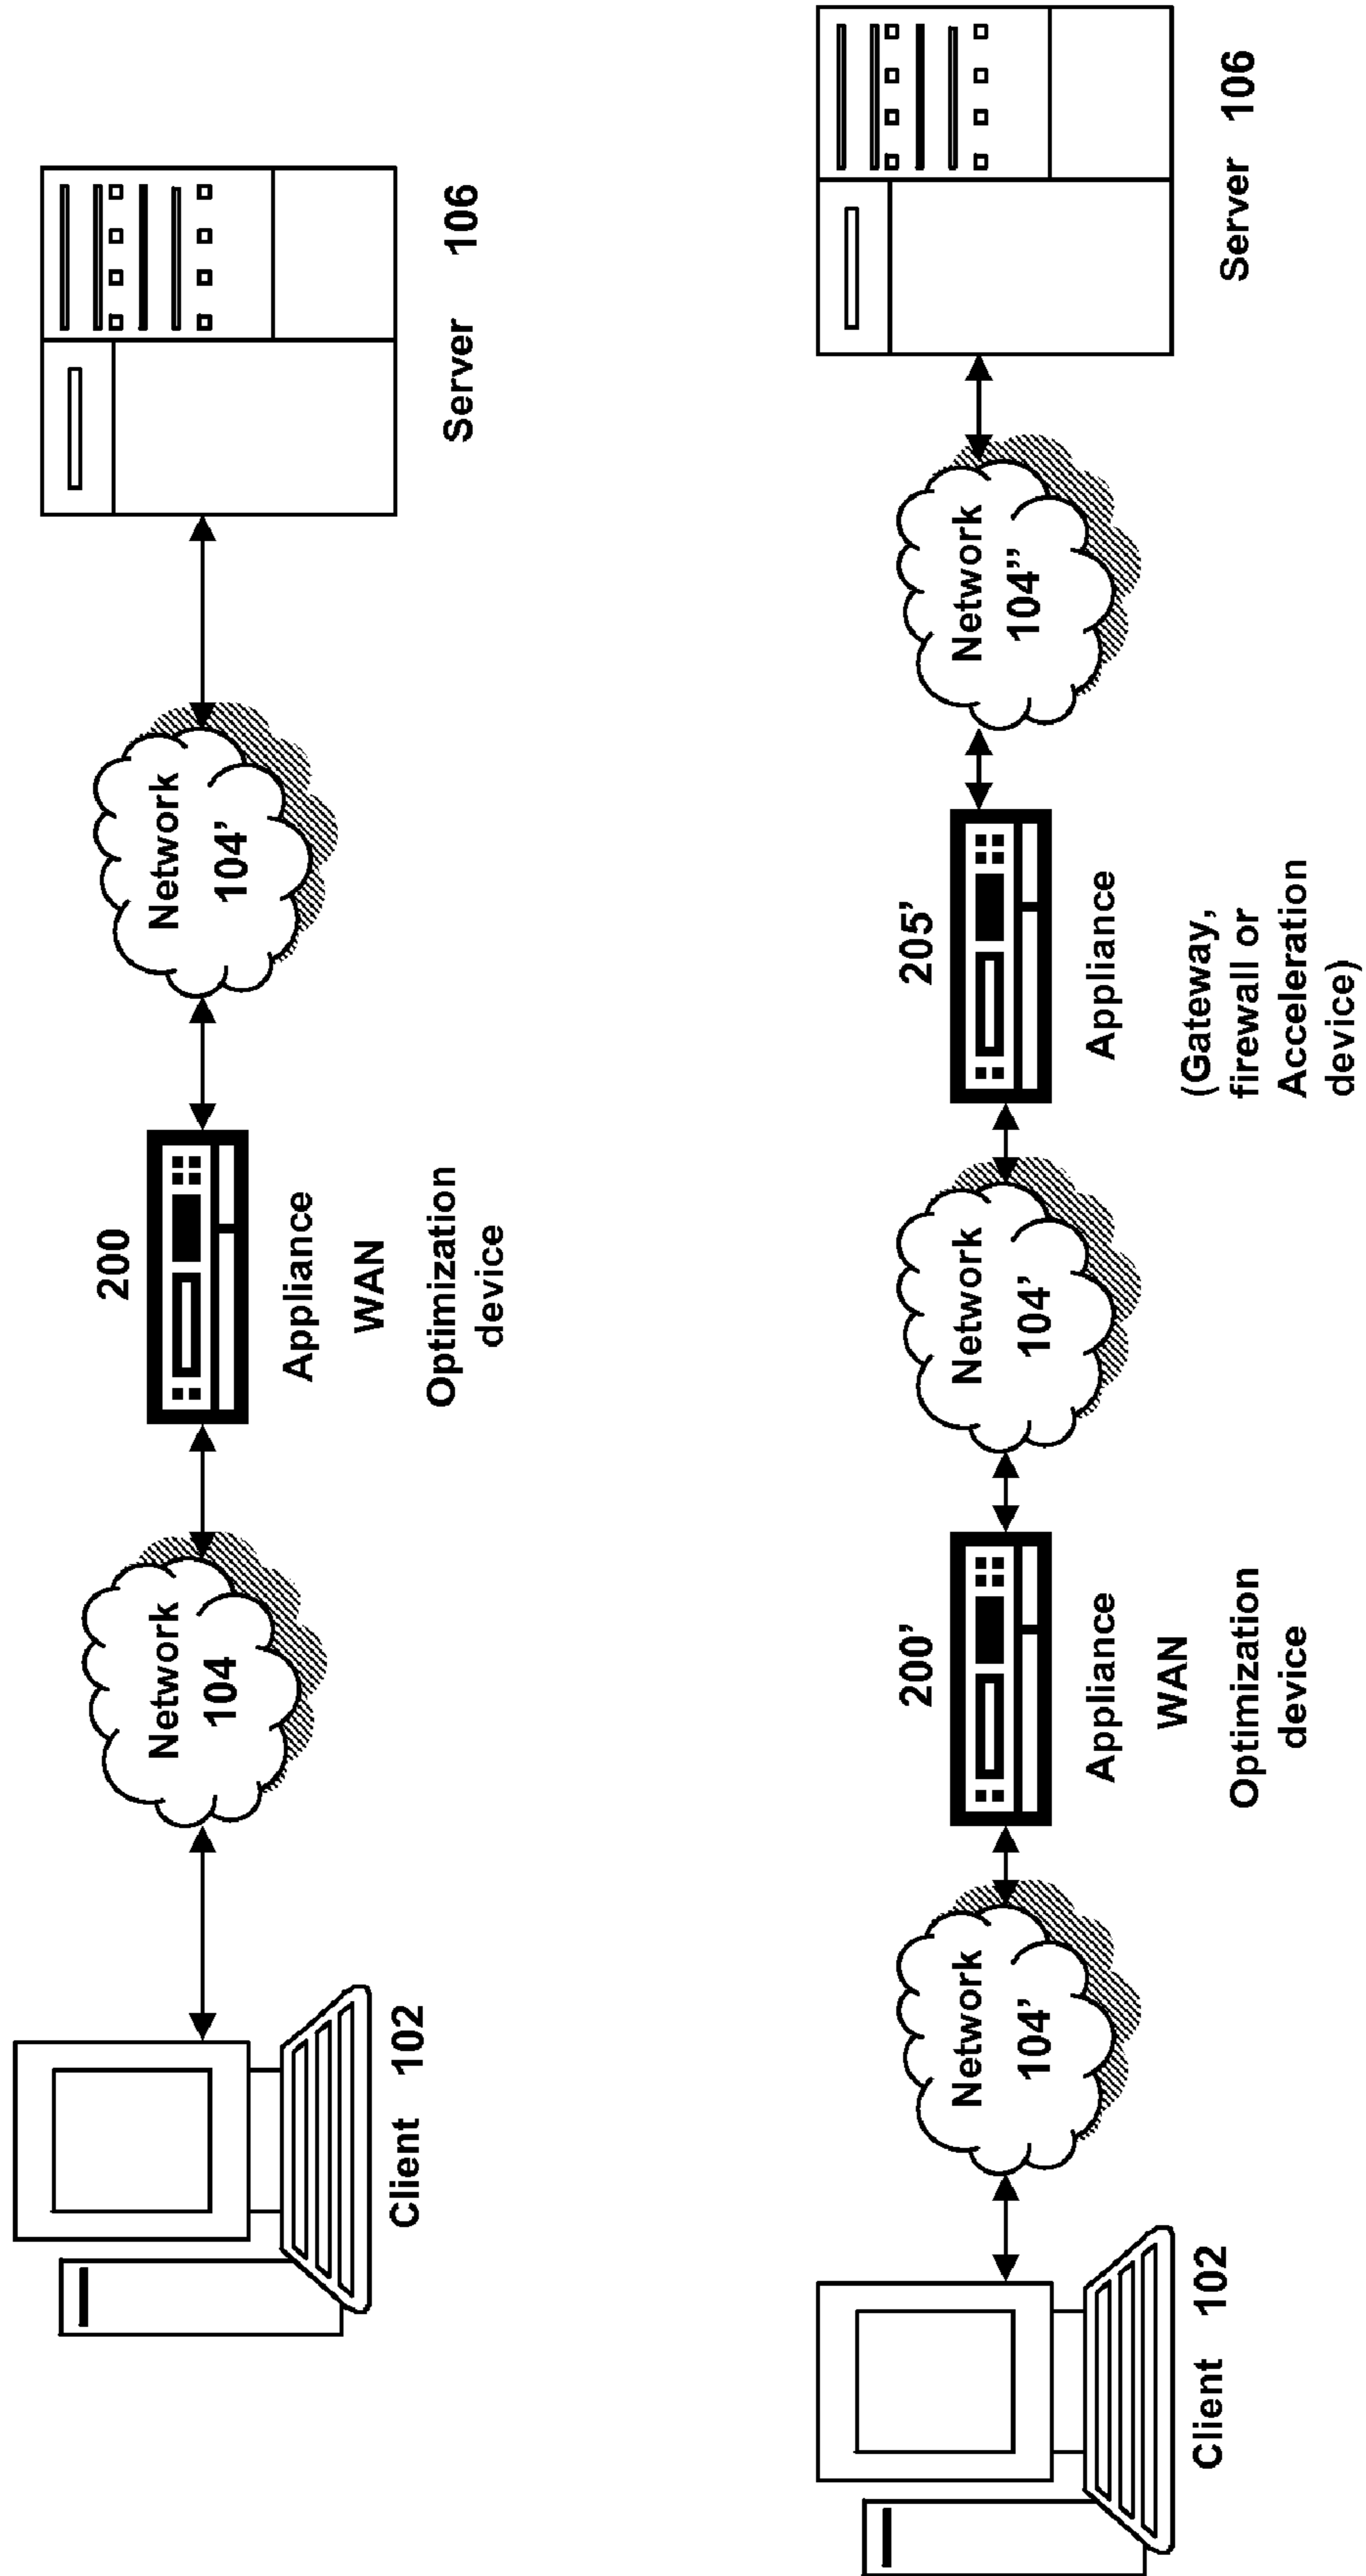 Client 102
Network
104
200
Appliance
WAN
Optimization
device
Network
104'
Server 106
Client 102
Network
104'
200'
Appliance
WAN
Optimization
device
Network
104'
205'
Appliance
(Gateway,
firewall or
Acceleration
device)
Network
104''
Server 106